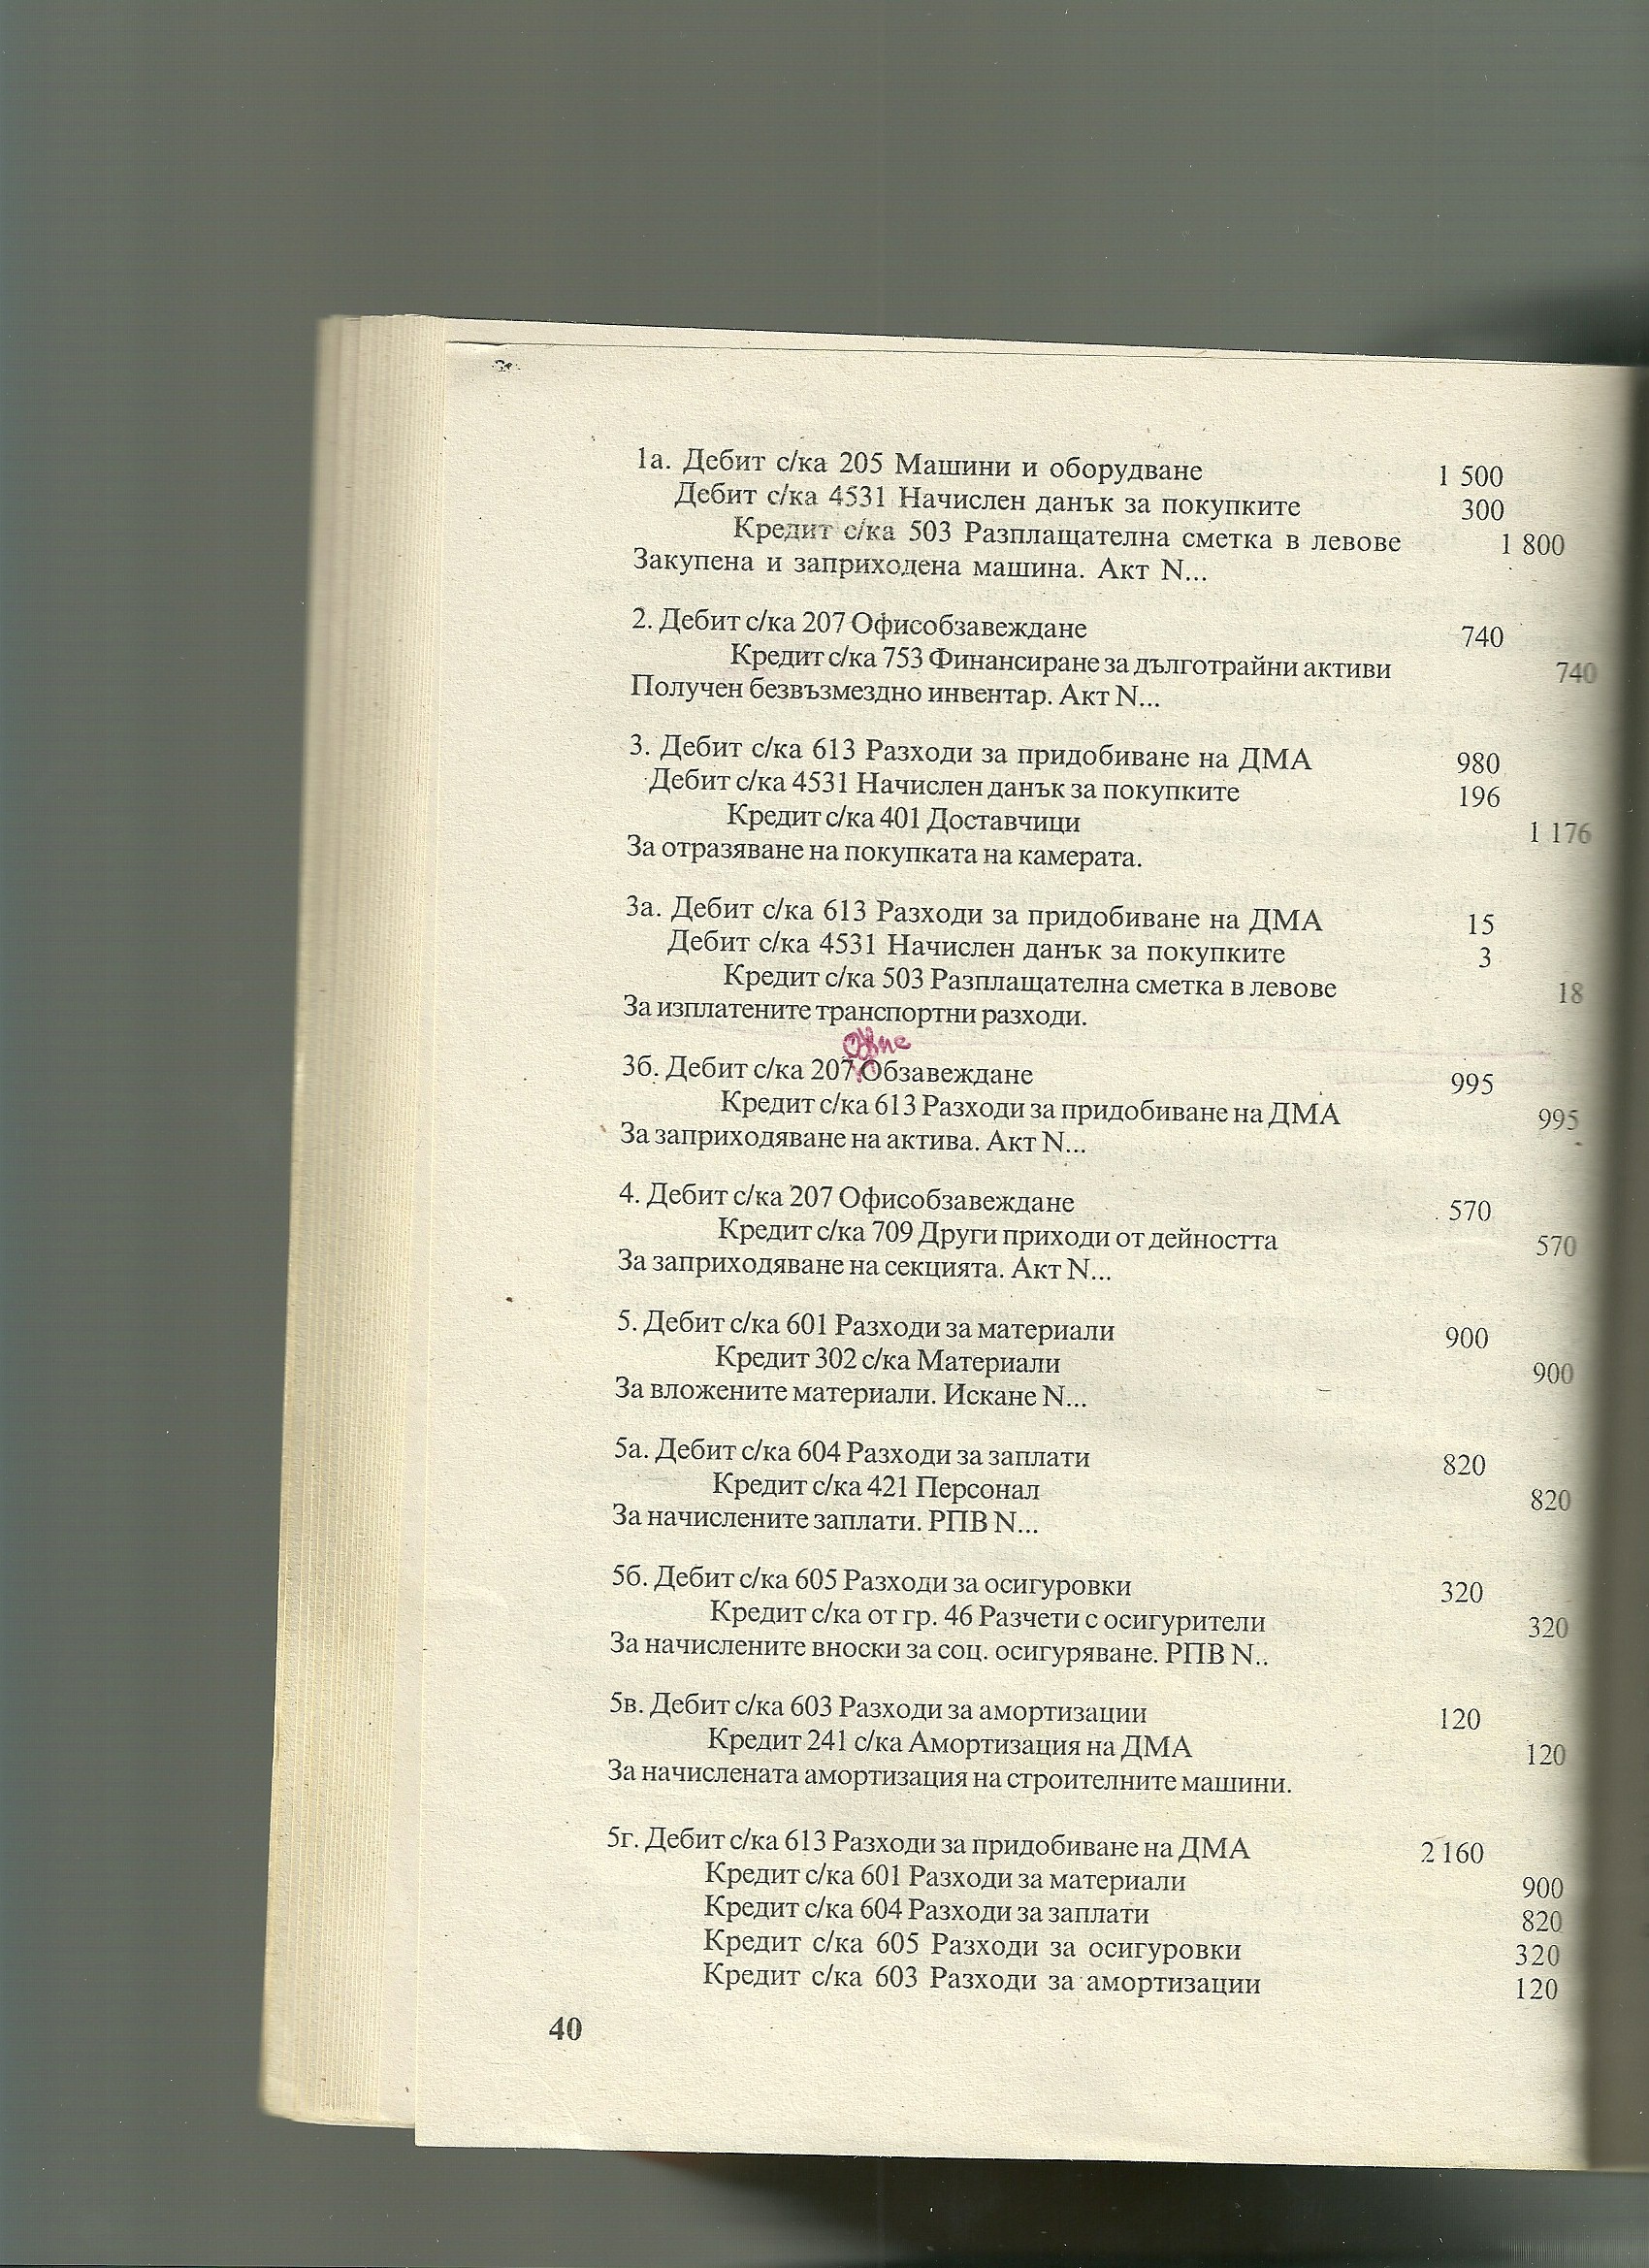 1а. Дебит с/ка 205 Машини и оборудване 1 500
Дебит с/ка 4531 Начислен данък за покупките 300
Кредит с/ка 503 Разплащателна сметка в левове 1 800
Закупена и заприходена машина. Акт N...
2. Дебит с/ка 207 Офисобзавеждане 740
Кредит с/ка 753 Финансиране за дълготрайни активи 740
Получен безвъзмездно инвентар. Акт N...
3. Дебит с/ка 613 Разходи за придобиване на ДМА 980
Дебит с/ка 4531 Начислен данък за покупките 196
Кредит с/ка 401 Доставчици 1 176
За отразяване на покупката на камерата.
3а. Дебит с/ка 613 Разходи за придобиване на ДМА 15
Дебит с/ка 4531 Начислен данък за покупките 3
Кредит с/ка 503 Разплащателна сметка в левове 18
За изплатените транспортни разходи.
Офис
3б. Дебит с/ка 207 Обзавеждане 995
Кредит с/ка 613 Разходи за придобиване на ДМА 995
За заприходяване на актива. Акт N...
4. Дебит с/ка 207 Офисобзавеждане 570
Кредит с/ка 709 Други приходи от дейността 570
За заприходяване на секцията. Акт N...
5. Дебит с/ка 601 Разходи за материали 900
Кредит 302 с/ка Материали 900
За вложените материали. Искане N...
5а. Дебит с/ка 604 Разходи за заплати 820
Кредит с/ка 421 Персонал 820
За начислените заплати. РПВ N...
5б. Дебит с/ка 605 Разходи за осигуровки 320
Кредит с/ка от гр. 46 Разчети с осигурители 320
За начислените вноски за соц. осигуряване. РПВ N..
5в. Дебит с/ка 603 Разходи за амортизации 120
Кредит 241 с/ка Амортизация на ДМА 120
За начислената амортизация на строителните машини.
5г. Дебит с/ка 613 Разходи за придобиване на ДМА 2 160
Кредит с/ка 601 Разходи за материали 900
Кредит с/ка 604 Разходи за заплати 820
Кредит с/ка 605 Разходи за осигуровки 320
Кредит с/ка 603 Разходи за амортизации 120
40